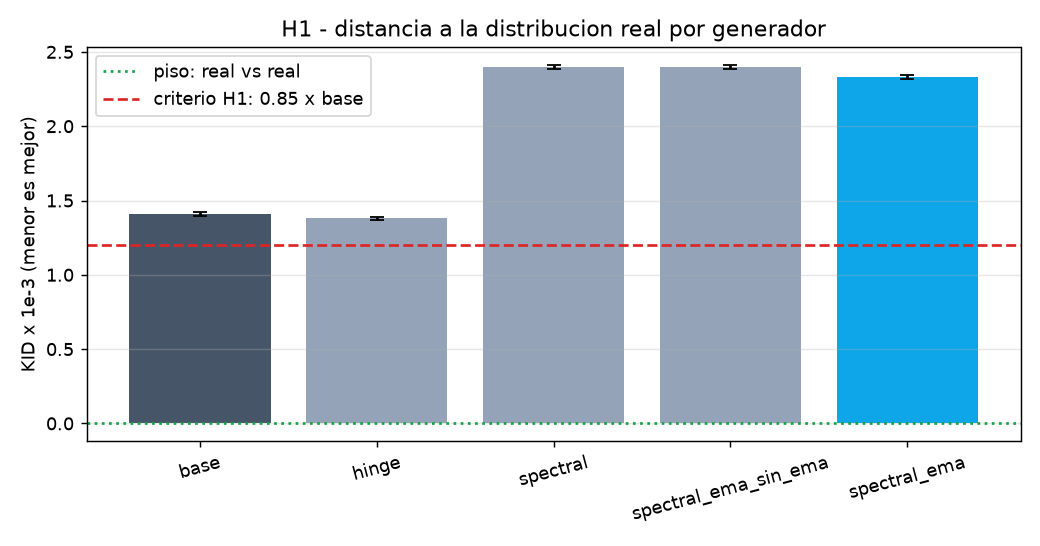 H1 - distancia a la distribucion real por generador
piso: real vs real
criterio H1: 0.85 x base
KID x 1e-3 (menor es mejor)
2.5
2.0
1.5
1.0
0.5
0.0
base
hinge
spectral
spectral_ema_sin_ema
spectral_ema